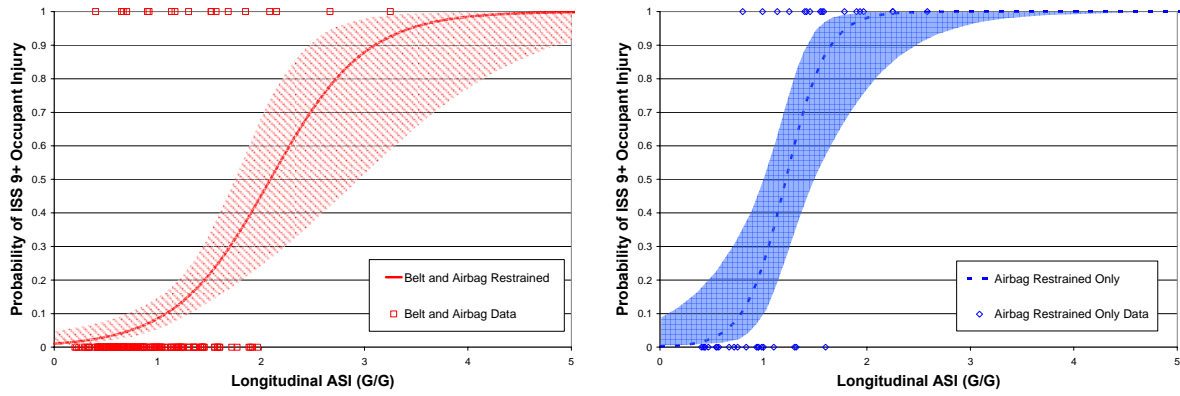 Probability of ISS 9+ Occupant Injury
1
0.9
0.8
0.7
0.6
0.5
0.4
0.3
0.2
0.1
0
0 1 2 3 4 5
Longitudinal ASI (G/G)
Belt and Airbag Restrained
Belt and Airbag Data
Probability of ISS 9+ Occupant Injury
1
0.9
0.8
0.7
0.6
0.5
0.4
0.3
0.2
0.1
0
0 1 2 3 4 5
Longitudinal ASI (G/G)
Airbag Restrained Only
Airbag Restrained Only Data